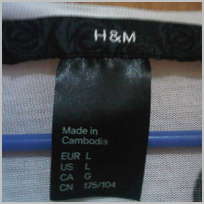 H&M
Made in
Cambodia
EUR L
US L
CA G
CN 175/104